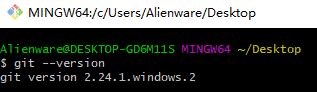 MINGW64:/c/Users/Alienware/Desktop
Alienware@DESKTOP-GD6M11S MINGW64 ~/Desktop
$ git --version
git version 2.24.1.windows.2